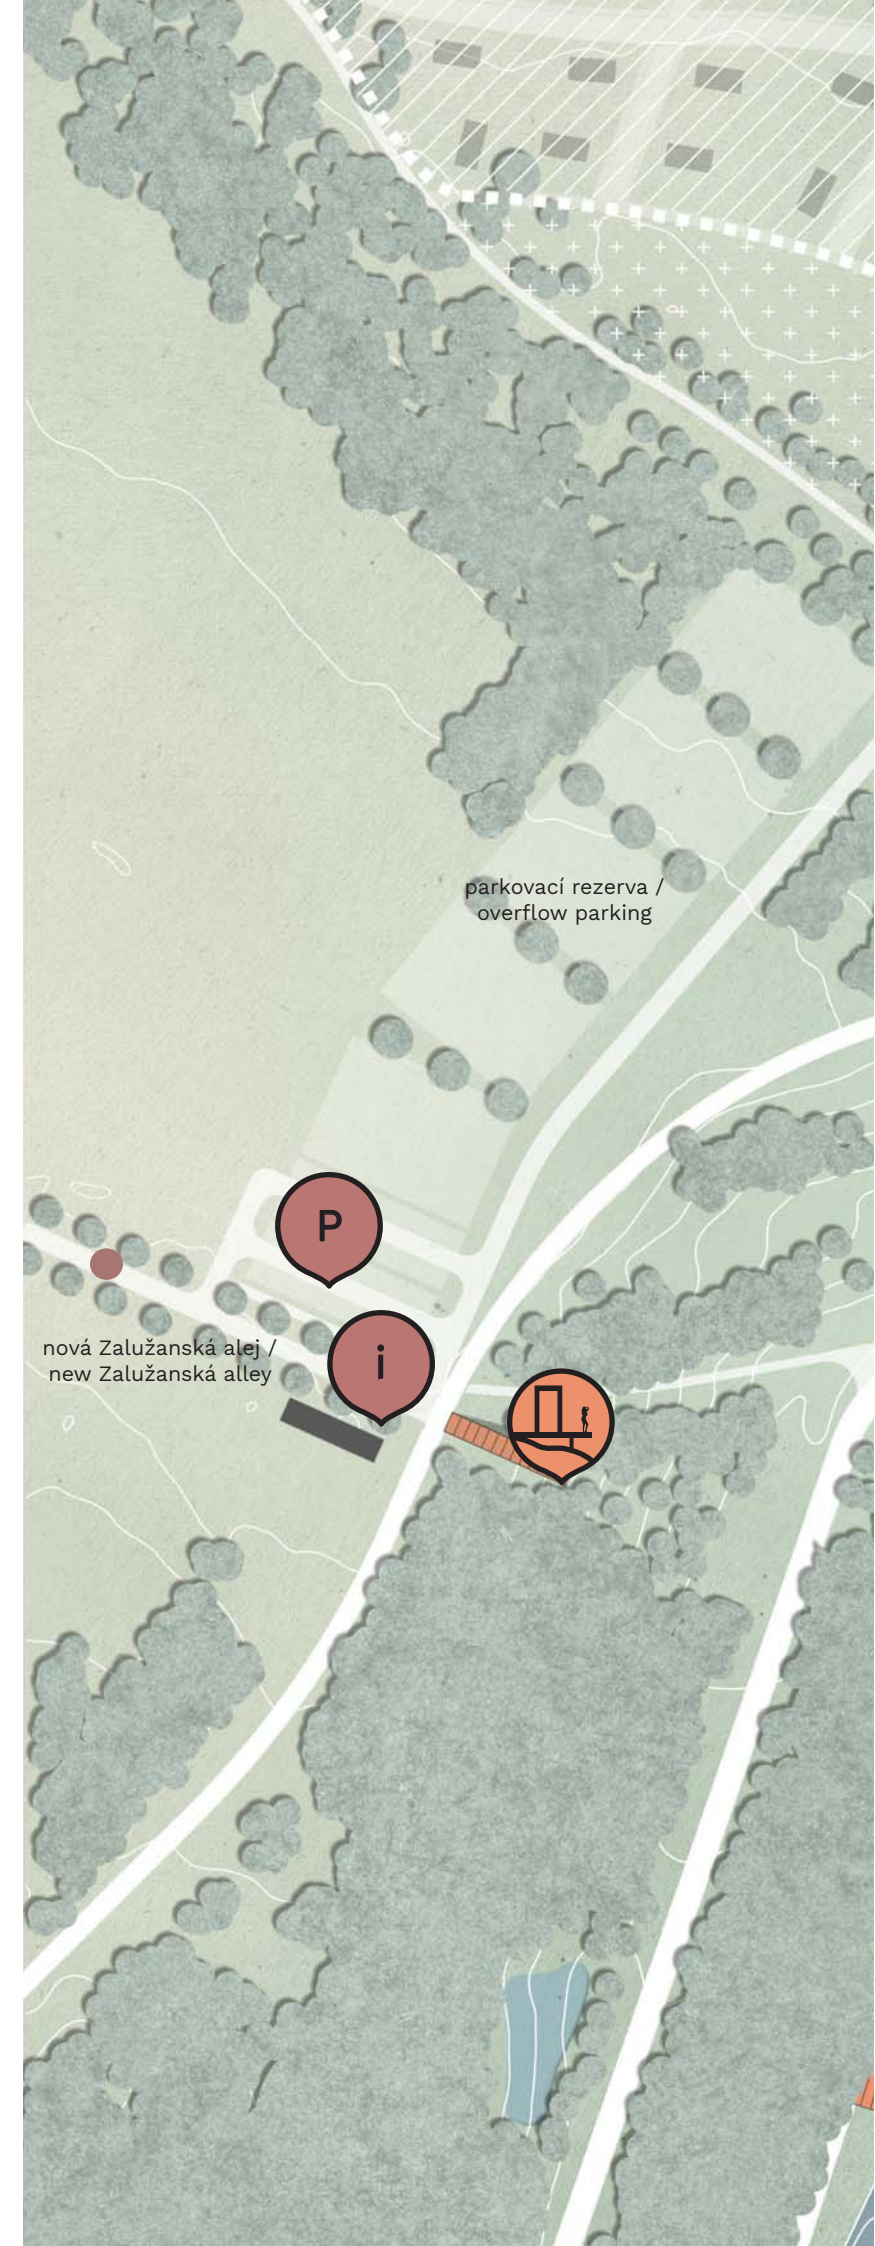 parkovací rezerva /
overflow parking
P
nová Zalužanská alej /
new Zalužanská alley
i